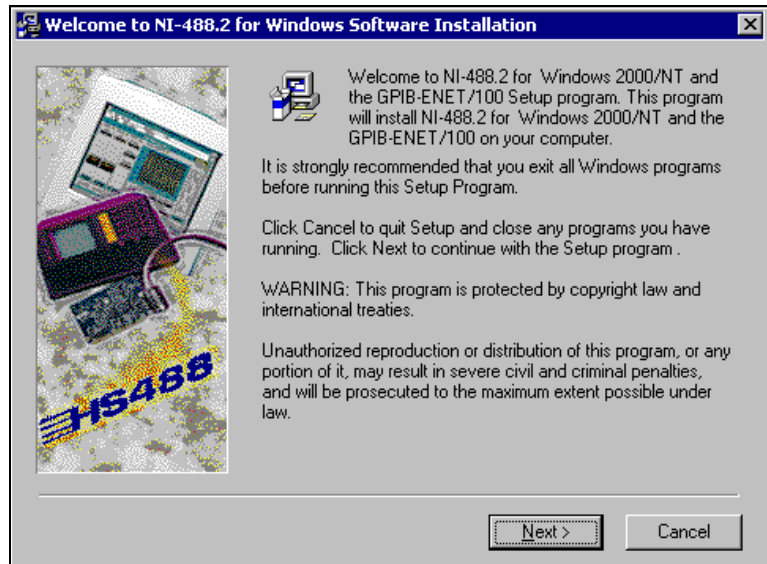 Welcome to NI-488.2 for Windows Software Installation
Welcome to NI-488.2 for Windows 2000/NT and
the GPIB-ENET/100 Setup program. This program
will install NI-488.2 for Windows 2000/NT and the
GPIB-ENET/100 on your computer.
It is strongly recommended that you exit all Windows programs
before running this Setup Program.
Click Cancel to quit Setup and close any programs you have
running. Click Next to continue with the Setup program .
WARNING: This program is protected by copyright law and
international treaties.
Unauthorized reproduction or distribution of this program, or any
portion of it, may result in severe civil and criminal penalties,
and will be prosecuted to the maximum extent possible under
law.
HS488
Next >
Cancel